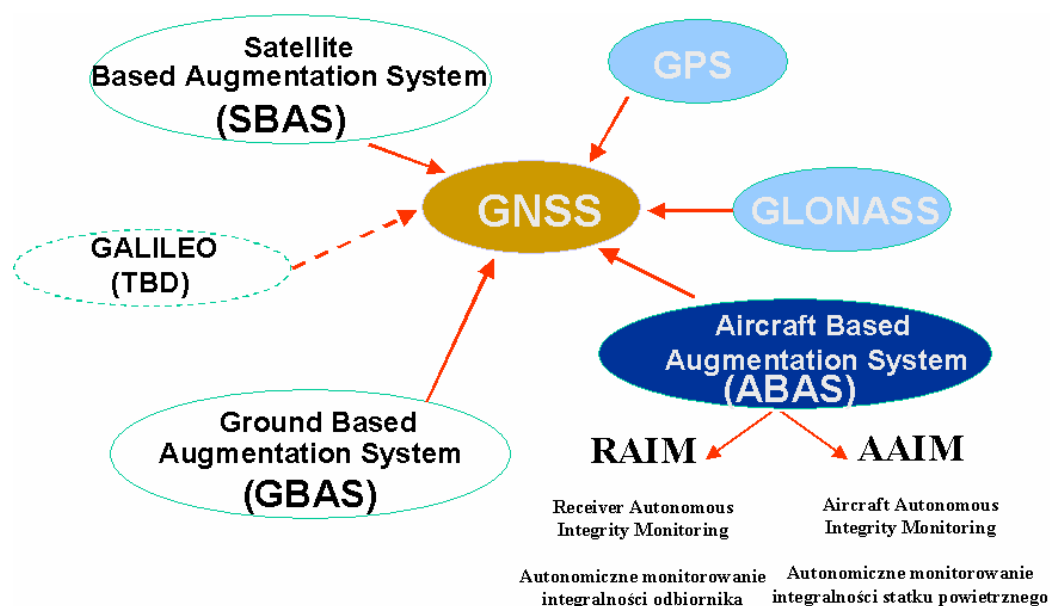 Satellite
Based Augmentation System
(SBAS)
GPS
GNSS
GLONASS
GALILEO
(TBD)
Aircraft Based
Augmentation System
(ABAS)
Ground Based
Augmentation System
(GBAS)
RAIM
AAIM
Receiver Autonomous
Integrity Monitoring
Aircraft Autonomous
Integrity Monitoring
Autonomiczne monitorowanie
integralności odbiornika
Autonomiczne monitorowanie
integralności statku powietrznego